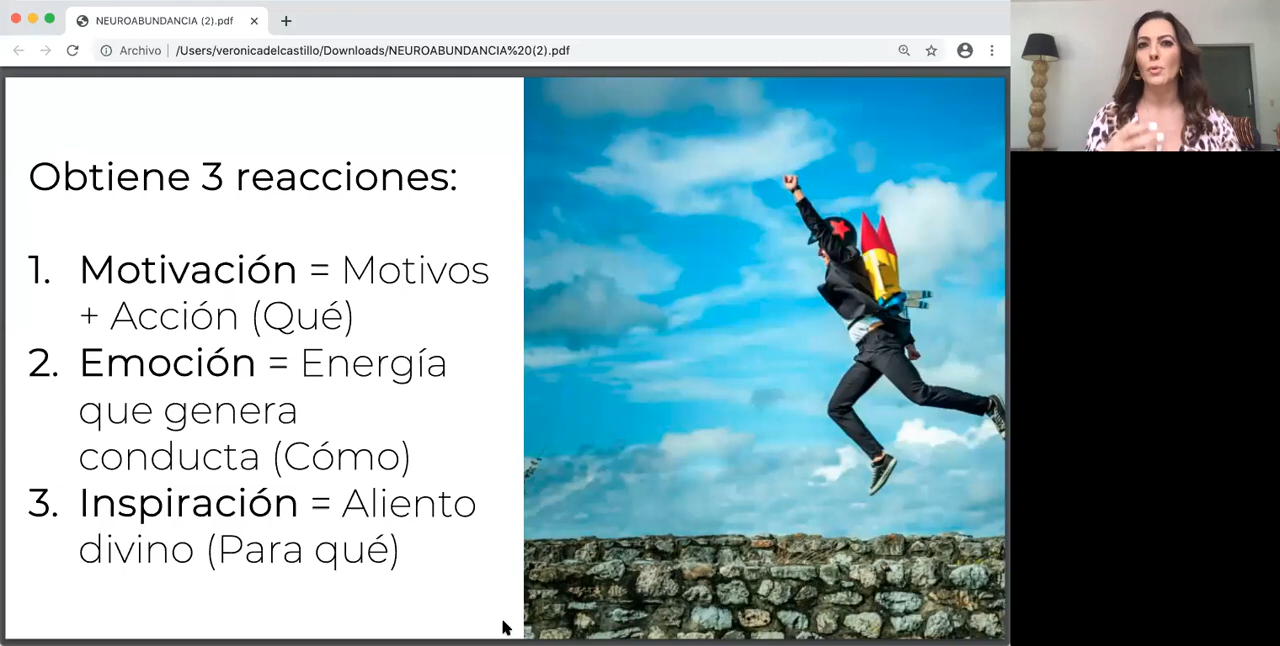 NEUROABUNDANCIA (2).pdf
Archivo
/Users/veronicadelcastillo/Downloads/NEUROABUNDANCIA%20(2).pdf
Obtiene 3 reacciones:
1. Motivación = Motivos
+ Acción (Qué)
2. Emoción = Energía
que genera
conducta (Cómo)
3. Inspiración = Aliento
divino (Para qué)